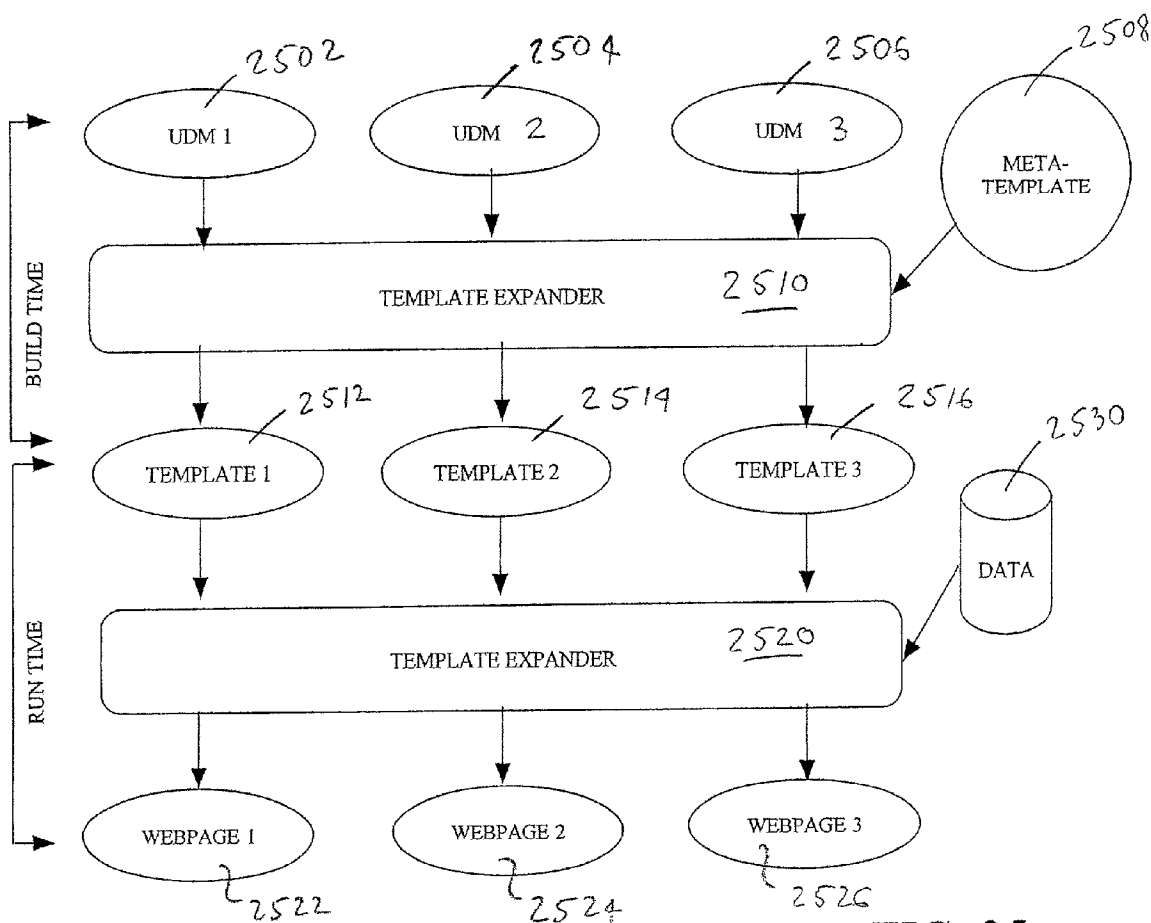 2502
2504
2506
2508
UDM 1
UDM 2
UDM 3
META-
TEMPLATE
BUILD TIME
TEMPLATE EXPANDER
2510
2512
2514
2516
2530
TEMPLATE 1
TEMPLATE 2
TEMPLATE 3
DATA
RUN TIME
TEMPLATE EXPANDER
2520
WEBPAGE 1
WEBPAGE 2
WEBPAGE 3
2522
2524
2526